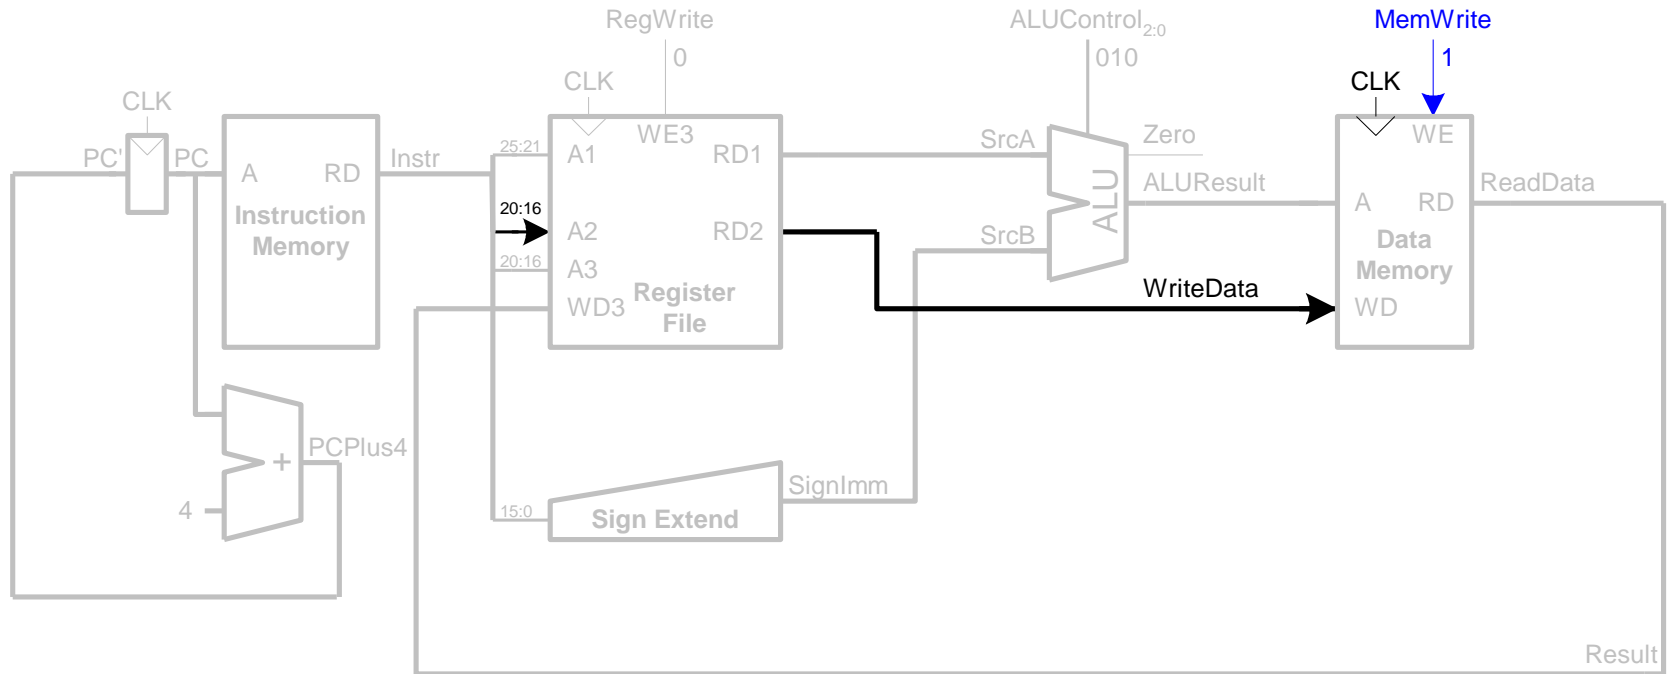 RegWrite
0
ALUControl2:0
010
MemWrite
1
CLK
CLK
CLK
PC'
PC
A
RD
Instruction
Memory
Instr
25:21
20:16
20:16
15:0
WE3
A1
RD1
A2
RD2
A3
WD3
Register
File
SrcA
SrcB
ALU
Zero
ALUResult
WriteData
WE
A
RD
Data
Memory
WD
ReadData
PCPlus4
+
4
Sign Extend
SignImm
Result